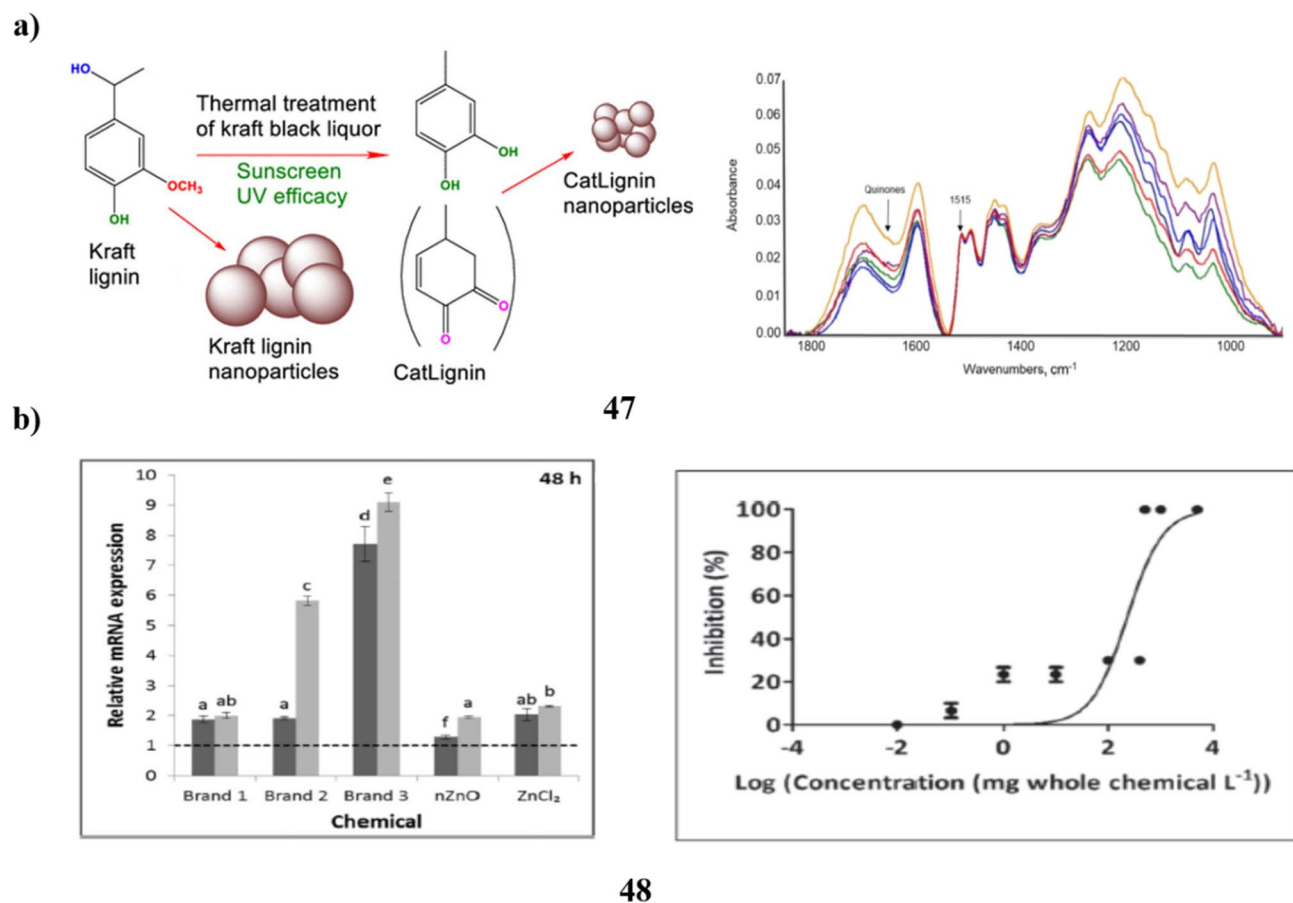 a)
HO
OCH3
OH
Kraft
lignin
Thermal treatment
of kraft black liquor
Sunscreen
UV efficacy
Kraft lignin
nanoparticles
OH
OH
O
O
CatLignin
CatLignin
nanoparticles
0.07
0.06
0.05
0.04
0.03
0.02
0.01
0.00
Absorbance
Quinones
1515
1800 1600 1400 1200 1000
Wavenumbers, cm-1
47
b)
48 h
10
9
8
7
6
5
4
3
2
1
0
Relative mRNA expression
a ab a c d e f a ab b
Brand 1 Brand 2 Brand 3 nZnO ZnCl₂
Chemical
100
80
60
40
20
0
Inhibition (%)
-4 -2 0 2 4
Log (Concentration (mg whole chemical L-1))
48